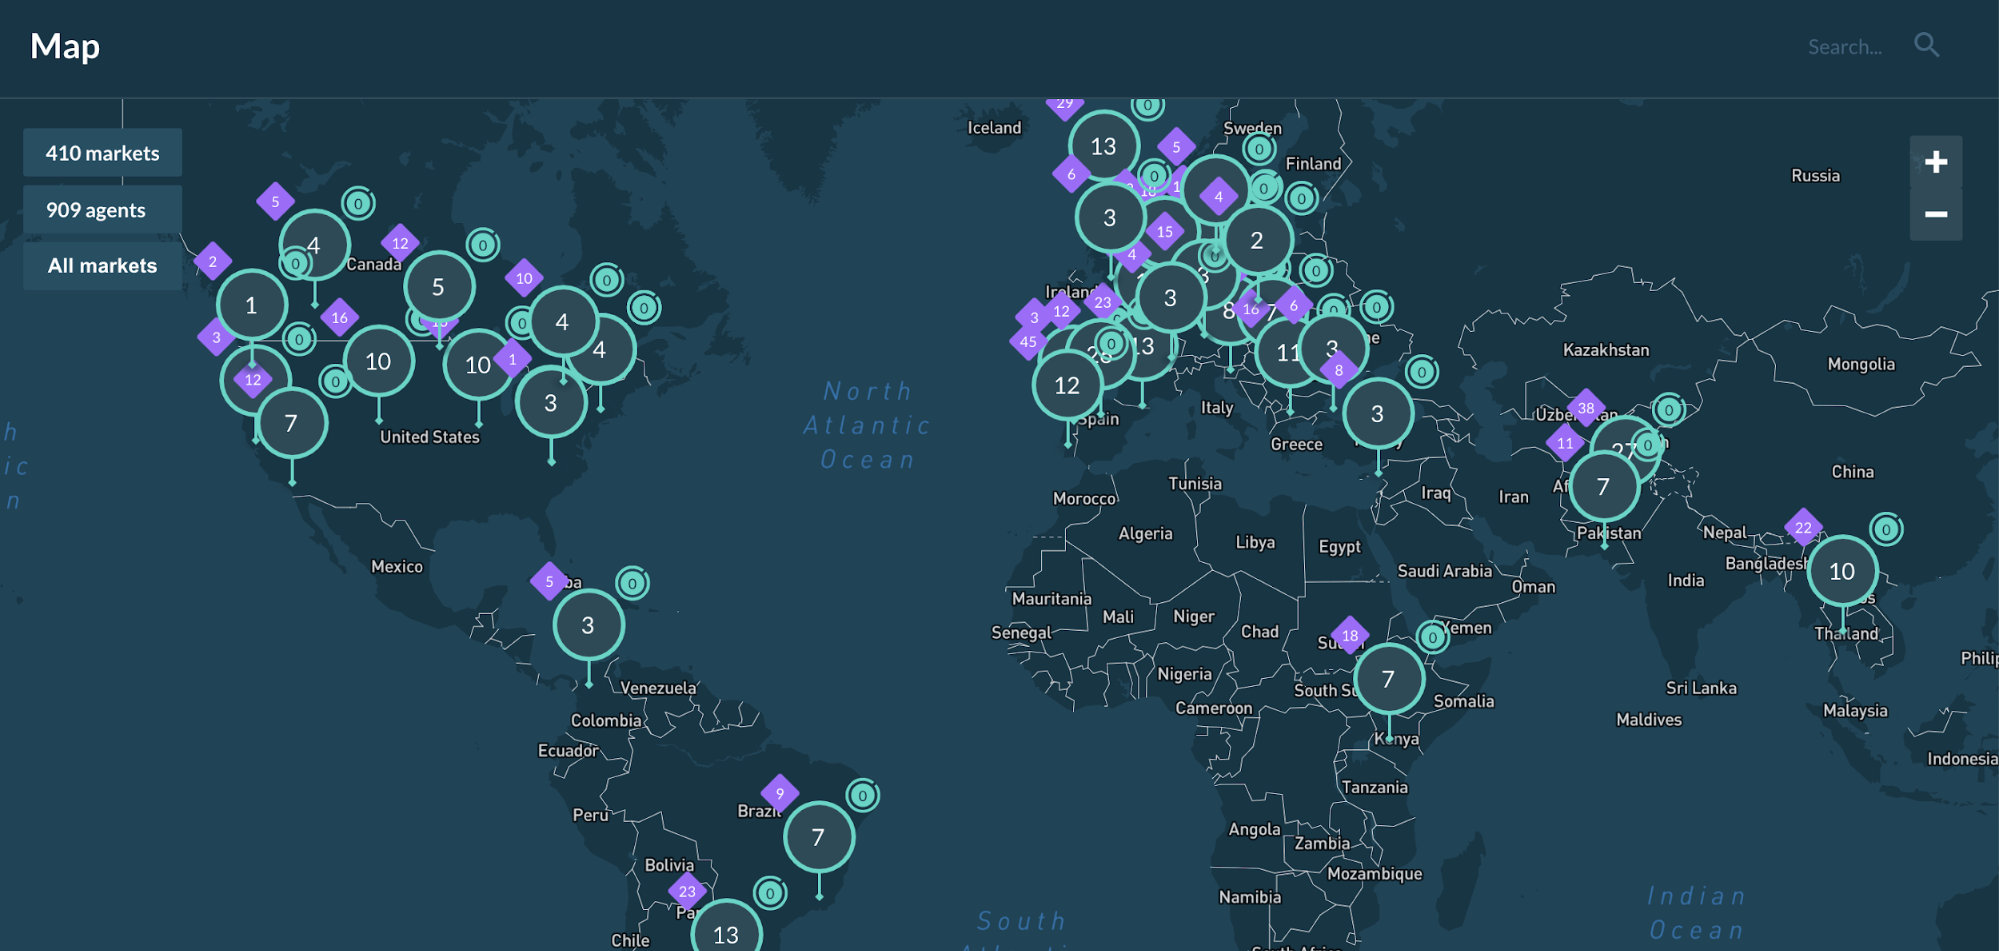 Map
Search...
410 markets
909 agents
All markets
29
0
Iceland
Sweden
13
5
0
Finland
6
0
Russia
0
4
0
5
0
3
4
15
2
12
0
4
Canada
2
0
5
10
0
4
0
0
Ireland
23
3
1
0
16
0
4
3
12
16
6
0
45
0
8
7
3
0
10
10
1
4
13
11
3
Kazakhstan
Mongolia
12
0
12
8
0
3
7
United States
North
Atlantic
Ocean
Spain
Italy
3
Greece
38
0
11
0
27
7
China
Morocco
Tunisia
Iraq
Iran
Algeria
Libya
Egypt
Pakistan
Nepal
22
0
Mexico
Saudi Arabia
Oman
India
Bangladesh
10
5
0
3
Mauritania
Mali
Niger
Chad
Senegal
18
0
Yemen
Thailand
Nigeria
7
South Su
Somalia
Sri Lanka
Venezuela
Cameroon
Maldives
Malaysia
Colombia
Ecuador
Kenya
Indonesia
Tanzania
9
0
Brazil
Peru
7
Angola
Zambia
Bolivia
Mozambique
23
0
Namibia
Indian
Ocean
13
Chile
South